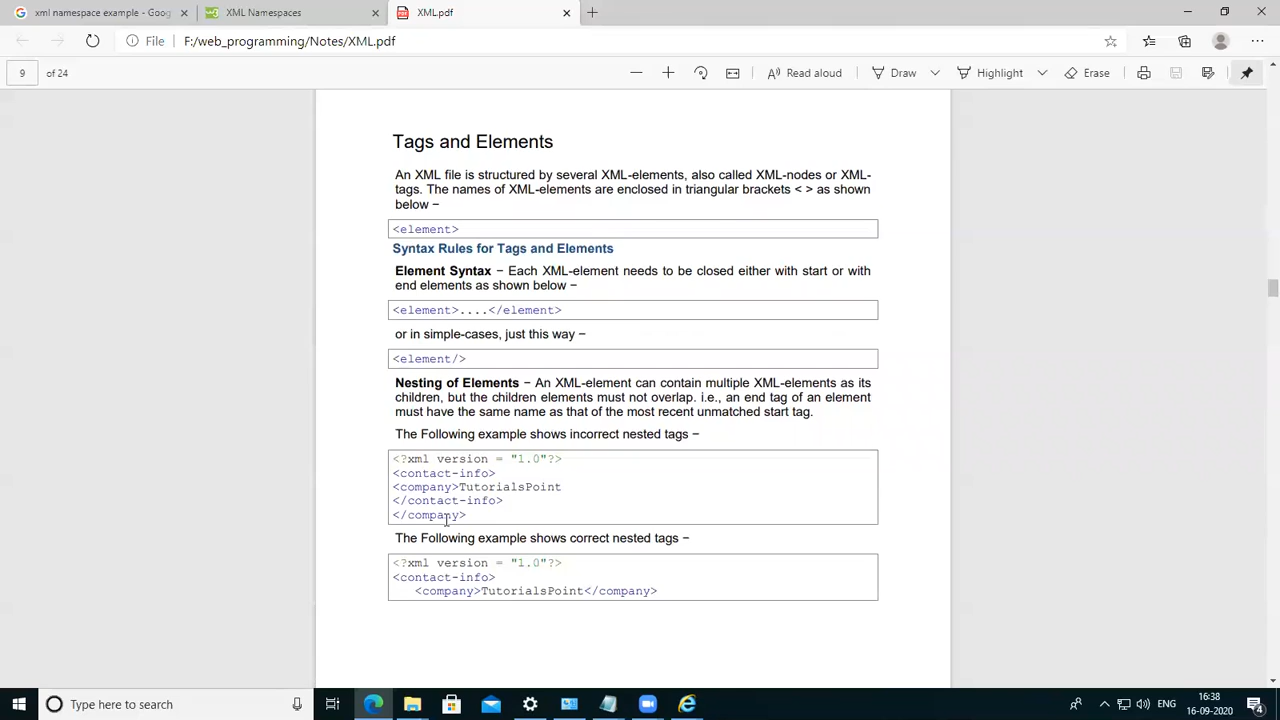 xml namespace example - Goog
XML Namespaces
XML.pdf
File
F:/web_programming/Notes/XML.pdf
9
of 24
Read aloud
Draw
Highlight
Erase
Tags and Elements
An XML file is structured by several XML-elements, also called XML-nodes or XML-
tags. The names of XML-elements are enclosed in triangular brackets < > as shown
below −
<element>
Syntax Rules for Tags and Elements
Element Syntax − Each XML-element needs to be closed either with start or with
end elements as shown below −
<element>....</element>
or in simple-cases, just this way −
<element/>
Nesting of Elements − An XML-element can contain multiple XML-elements as its
children, but the children elements must not overlap. i.e., an end tag of an element
must have the same name as that of the most recent unmatched start tag.
The Following example shows incorrect nested tags −
<?xml version = "1.0"?>
<contact-info>
<company>TutorialsPoint
</contact-info>
</company>
The Following example shows correct nested tags −
<?xml version = "1.0"?>
<contact-info>
<company>TutorialsPoint</company>
Type here to search
ENG
16:38
16-09-2020
4